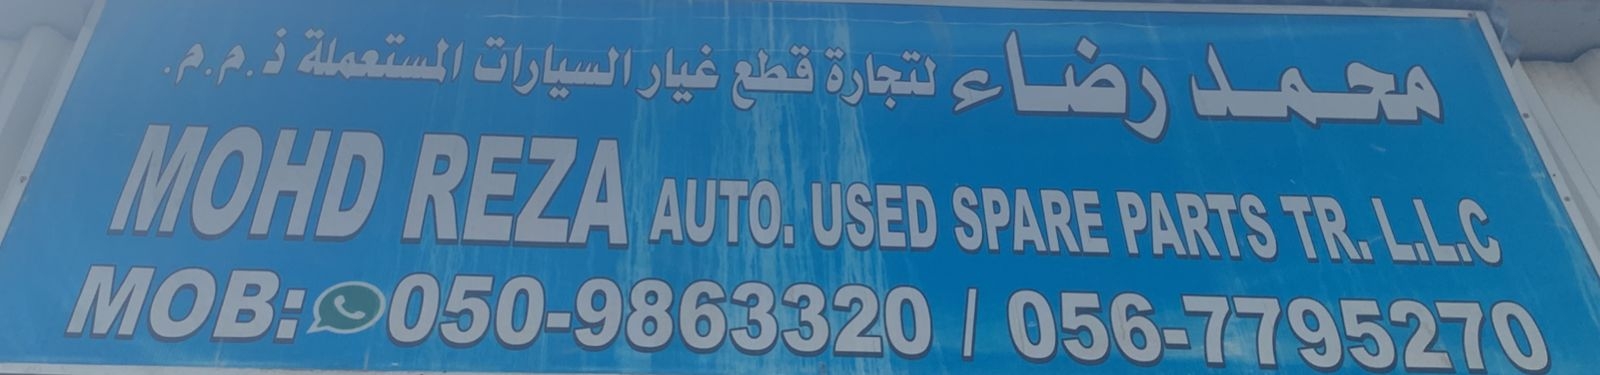 محمد رضاء لتجارة قطع غيار السيارات المستعملة ذ.م.م.
MOHD REZA AUTO. USED SPARE PARTS TR. L.L.C
MOB: 050-9863320 / 056-7795270